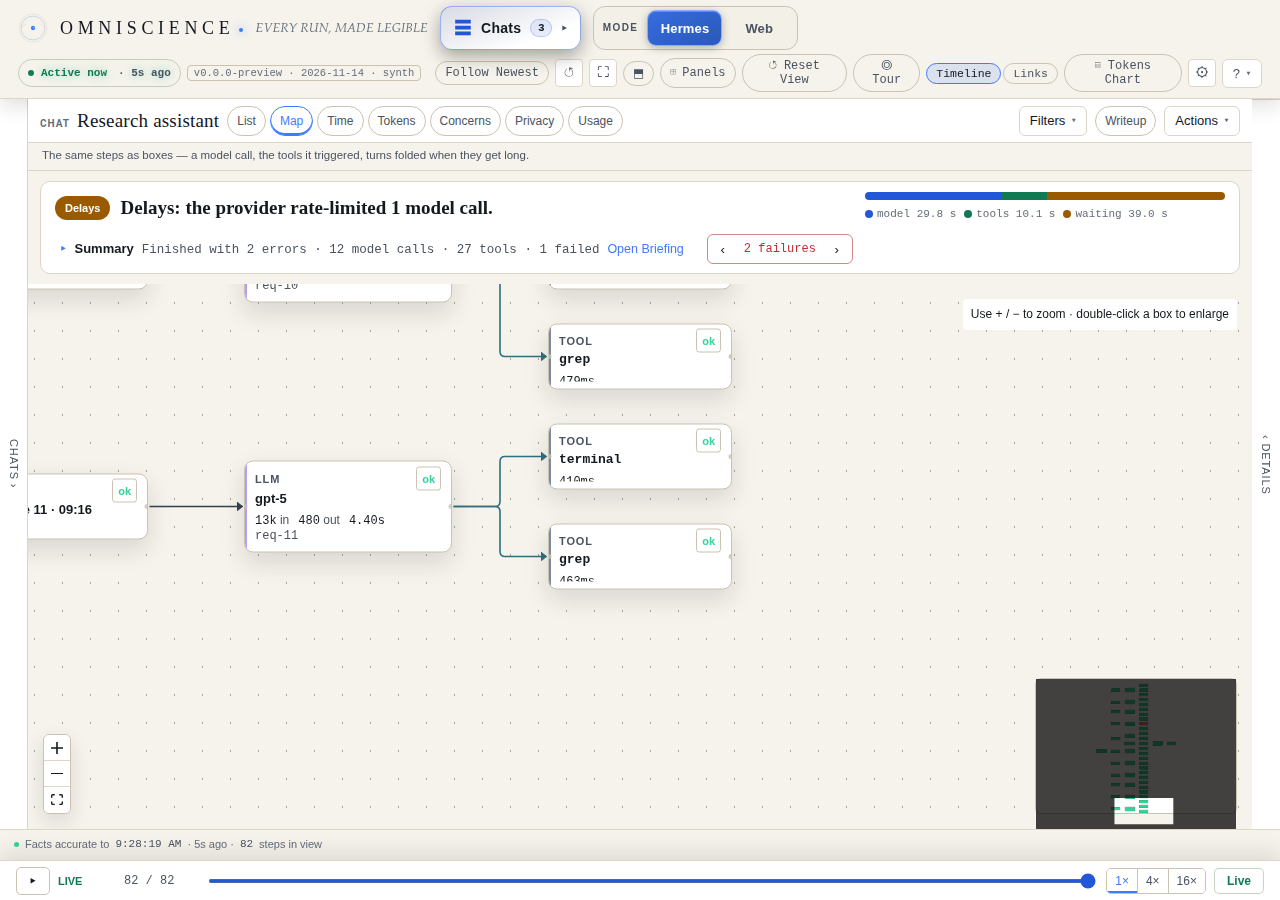 OMNISCIENCE
EVERY RUN, MADE LEGIBLE
Chats 3 ▸
MODE Hermes Web
Active now · 5s ago
v0.0.0-preview · 2026-11-14 · synth
Follow Newest
Panels
Reset View
Tour
Timeline Links
Tokens Chart
? ▾
CHAT Research assistant List Map Time Tokens Concerns Privacy Usage
Filters ▾ Writeup Actions ▾
The same steps as boxes — a model call, the tools it triggered, turns folded when they get long.
Delays Delays: the provider rate-limited 1 model call.
model 29.8 s tools 10.1 s waiting 39.0 s
▸ Summary Finished with 2 errors · 12 model calls · 27 tools · 1 failed Open Briefing
‹ 2 failures ›
req-10
Use + / − to zoom · double-click a box to enlarge
TOOL ok
grep
479ms
TOOL ok
terminal
410ms
ok
11 · 09:16
LLM ok
gpt-5
13k in 480 out 4.40s
req-11
TOOL ok
grep
463ms
CHATS ›
‹ DETAILS
Facts accurate to 9:28:19 AM · 5s ago · 82 steps in view
LIVE 82 / 82
1× 4× 16× Live